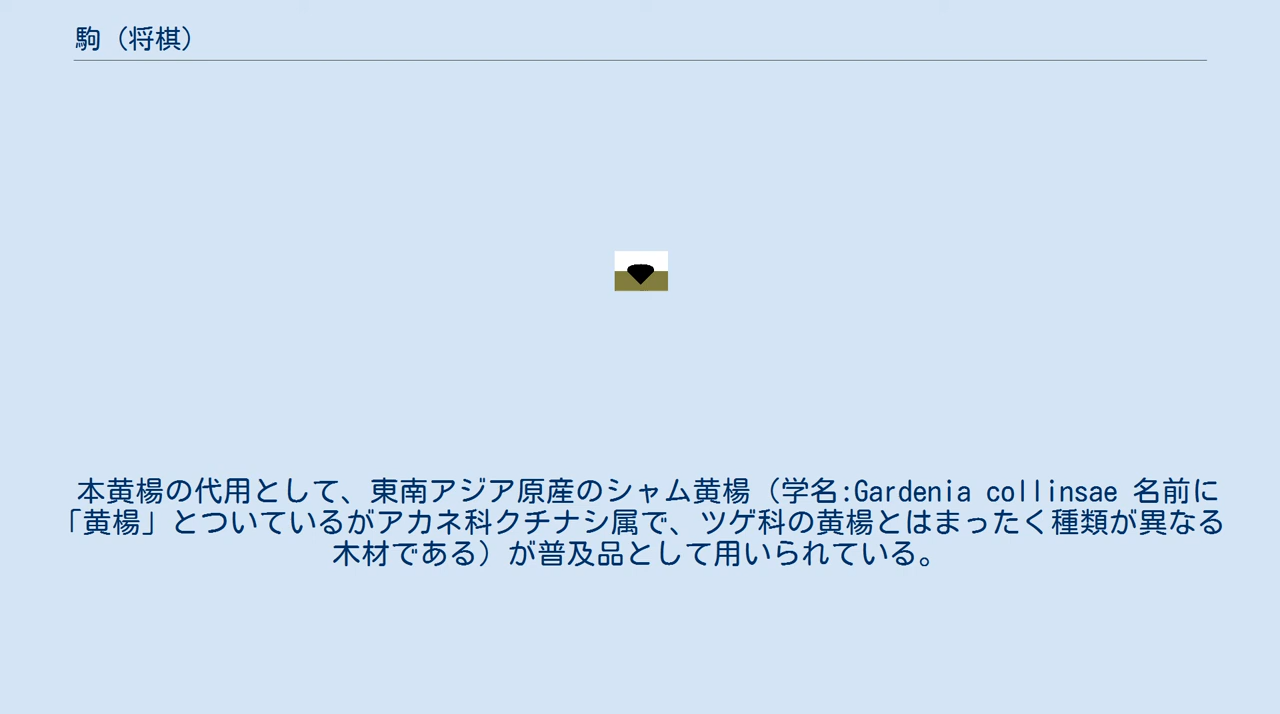 駒（将棋）
本黄楊の代用として、東南アジア原産のシャム黄楊（学名:Gardenia collinsae 名前に
「黄楊」とついているがアカネ科クチナシ属で、ツゲ科の黄楊とはまったく種類が異なる
木材である）が普及品として用いられている。